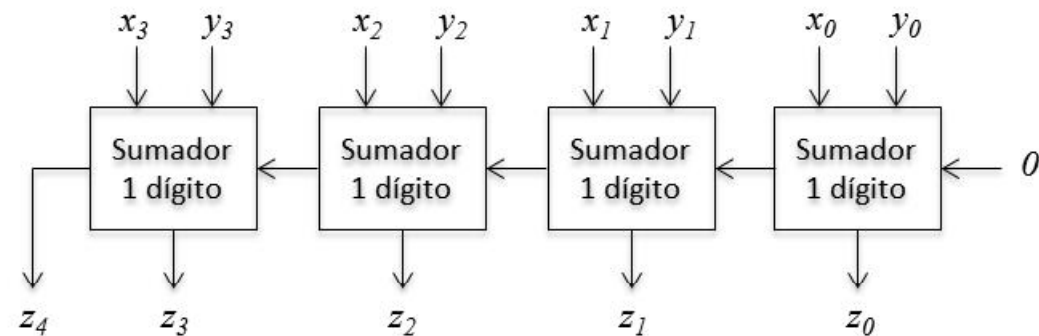 x3 y3 x2 y2 x1 y1 x0 y0
Sumador Sumador Sumador Sumador
1 dígito 1 dígito 1 dígito 1 dígito
0
z4 z3 z2 z1 z0